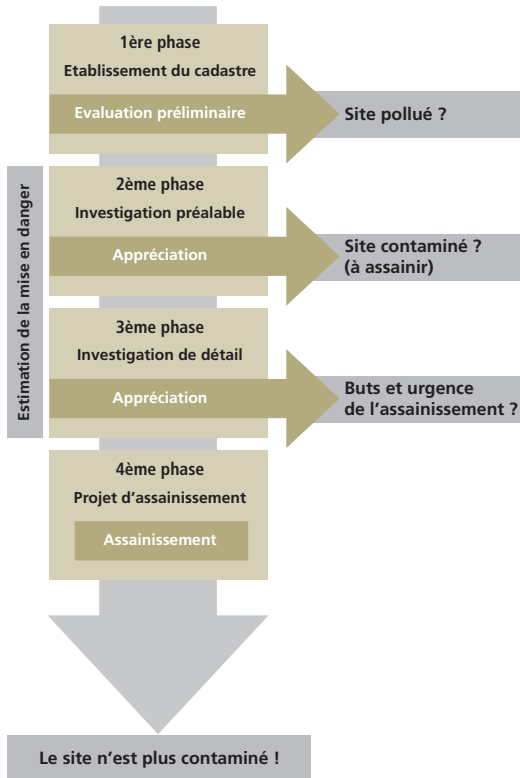 1ère phase
Etablissement du cadastre
Evaluation préliminaire
Site pollué ?
Estimation de la mise en danger
2ème phase
Investigation préalable
Appréciation
Site contaminé ?
(à assainir)
3ème phase
Investigation de détail
Appréciation
Buts et urgence
de l’assainissement ?
4ème phase
Projet d’assainissement
Assainissement
Le site n’est plus contaminé !